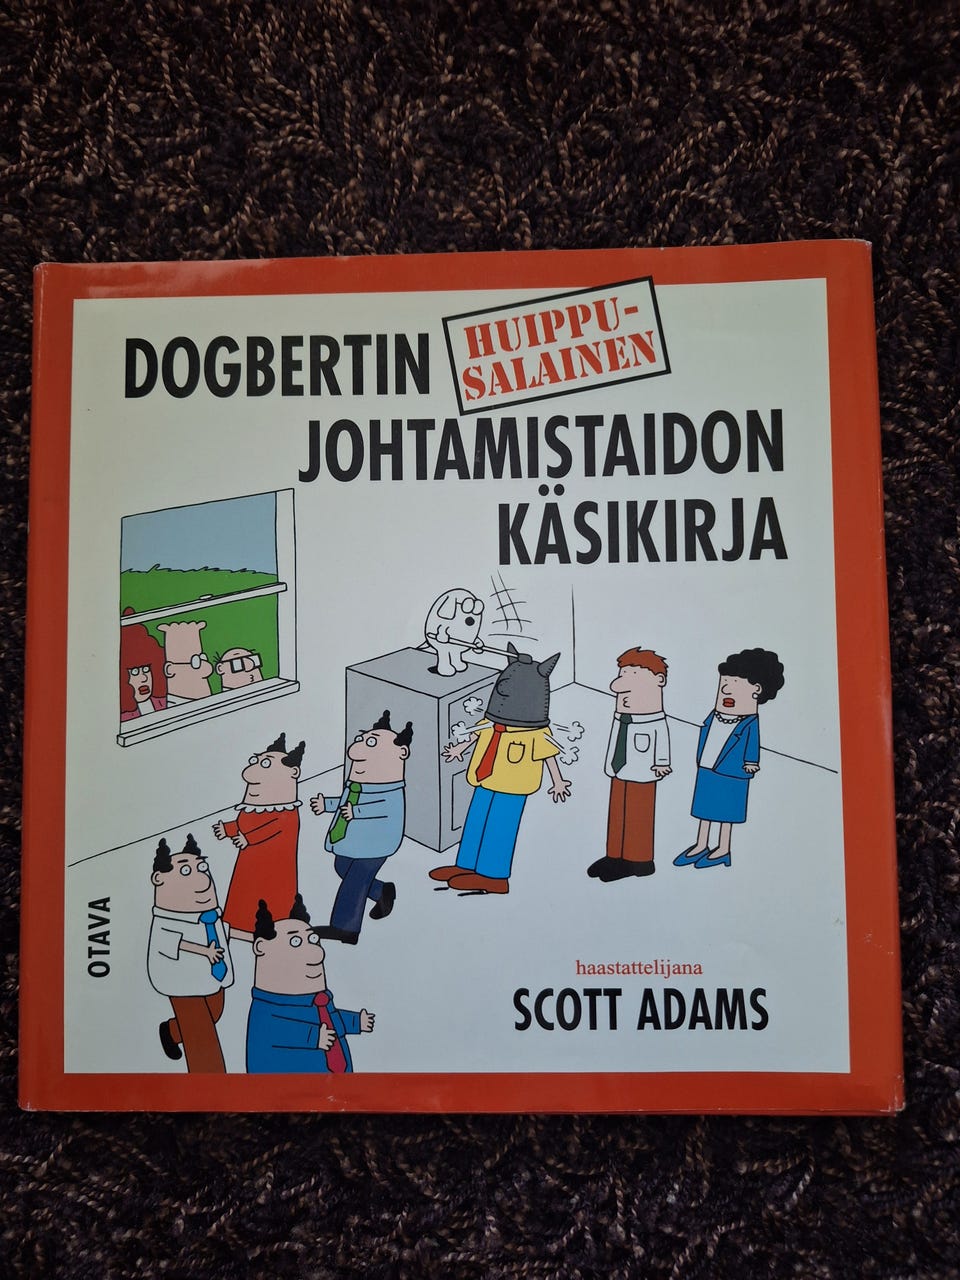 DOGBERTIN
HUIPPU-
SALAINEN
JOHTAMISTAIDON
KÄSIKIRJA
OTAVA
haastattelijana
SCOTT ADAMS